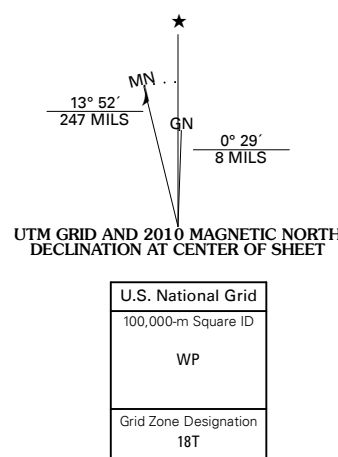 ★
MN
13° 52´
247 MILS
GN
0° 29´
8 MILS
UTM GRID AND 2010 MAGNETIC NORTH
DECLINATION AT CENTER OF SHEET
U.S. National Grid
100,000-m Square ID
WP
Grid Zone Designation
18T